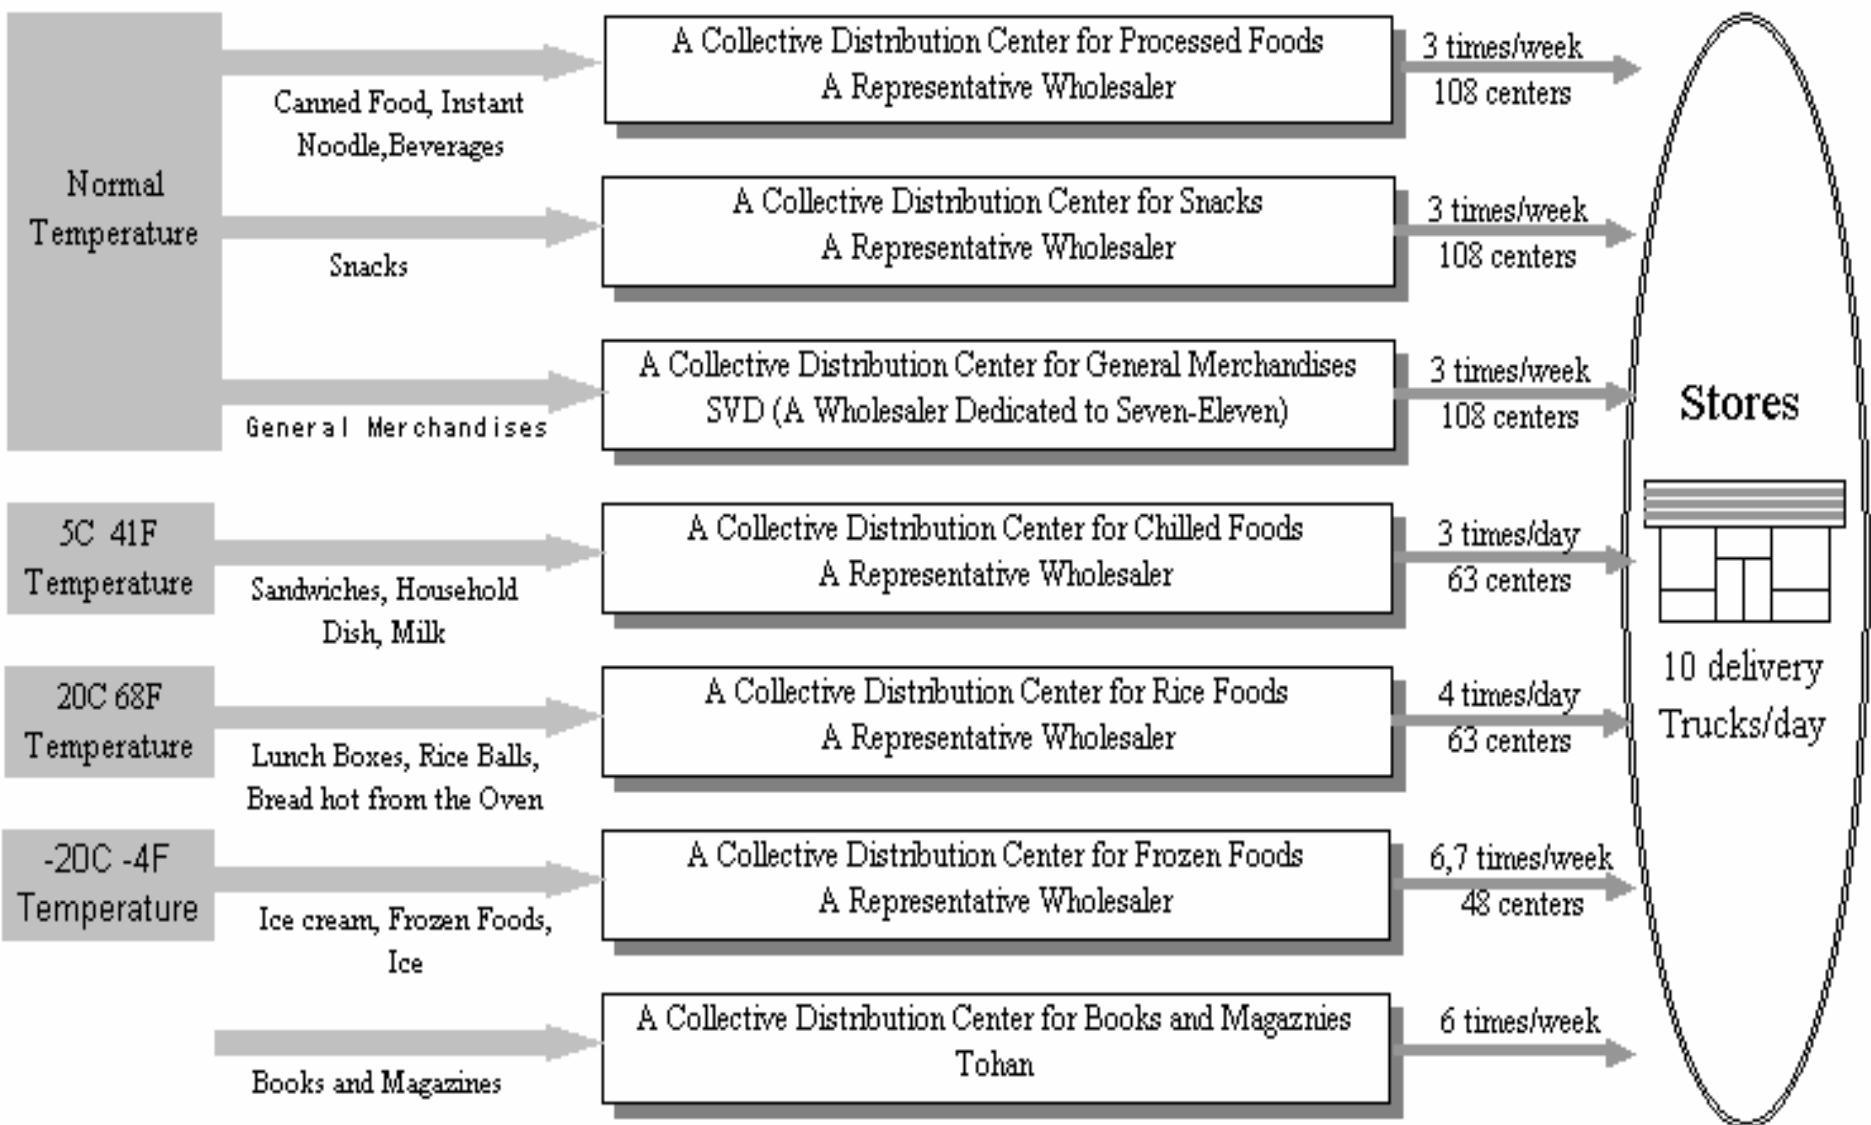 Normal
Temperature
Canned Food, Instant
Noodle,Beverages
A Collective Distribution Center for Processed Foods
A Representative Wholesaler
3 times/week
108 centers
Snacks
A Collective Distribution Center for Snacks
A Representative Wholesaler
3 times/week
108 centers
General Merchandises
A Collective Distribution Center for General Merchandises
SVD (A Wholesaler Dedicated to Seven-Eleven)
3 times/week
108 centers
5C 41F
Temperature
Sandwiches, Household
Dish, Milk
A Collective Distribution Center for Chilled Foods
A Representative Wholesaler
3 times/day
63 centers
20C 68F
Temperature
Lunch Boxes, Rice Balls,
Bread hot from the Oven
A Collective Distribution Center for Rice Foods
A Representative Wholesaler
4 times/day
63 centers
-20C -4F
Temperature
Ice cream, Frozen Foods,
Ice
A Collective Distribution Center for Frozen Foods
A Representative Wholesaler
6,7 times/week
48 centers
Books and Magazines
A Collective Distribution Center for Books and Magaznies
Tohan
6 times/week
Stores
10 delivery
Trucks/day